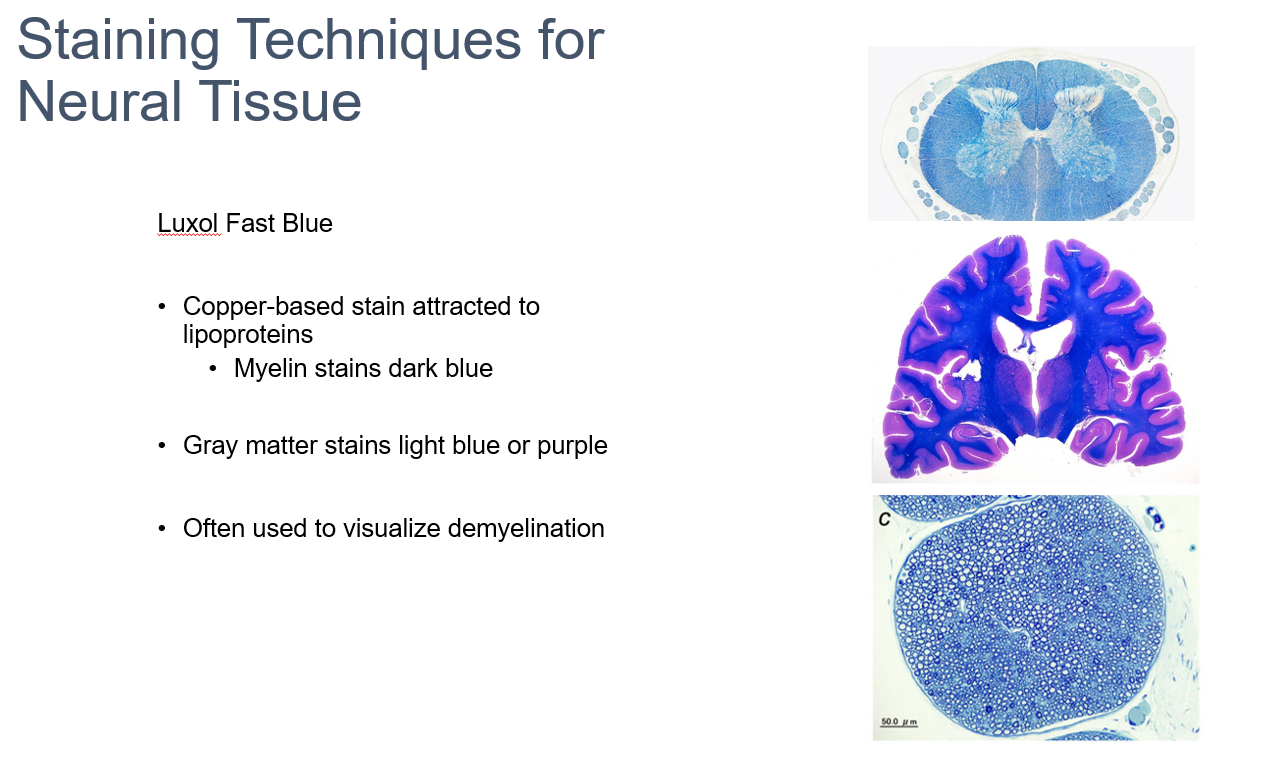 Staining Techniques for
Neural Tissue
Luxol Fast Blue
• Copper-based stain attracted to
lipoproteins
• Myelin stains dark blue
• Gray matter stains light blue or purple
• Often used to visualize demyelination
C
50.0 µm